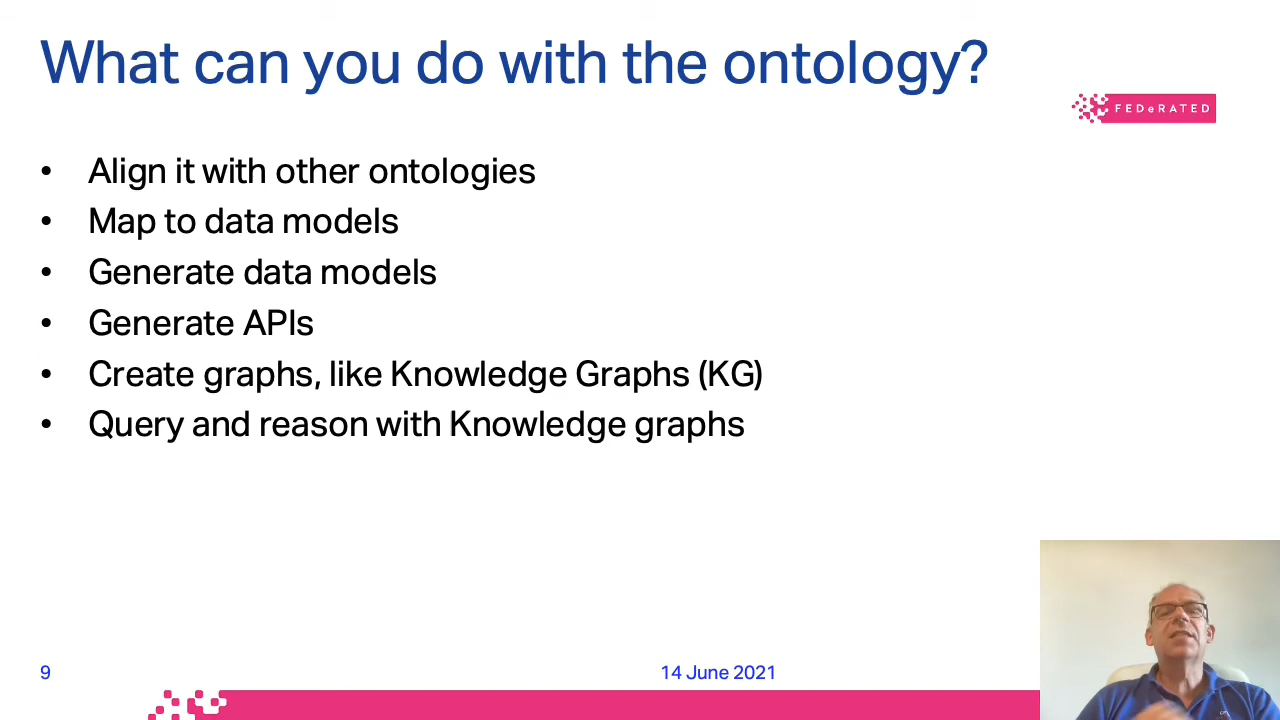 What can you do with the ontology?
FEDeRATED
• Align it with other ontologies
• Map to data models
• Generate data models
• Generate APIs
• Create graphs, like Knowledge Graphs (KG)
• Query and reason with Knowledge graphs
9
14 June 2021